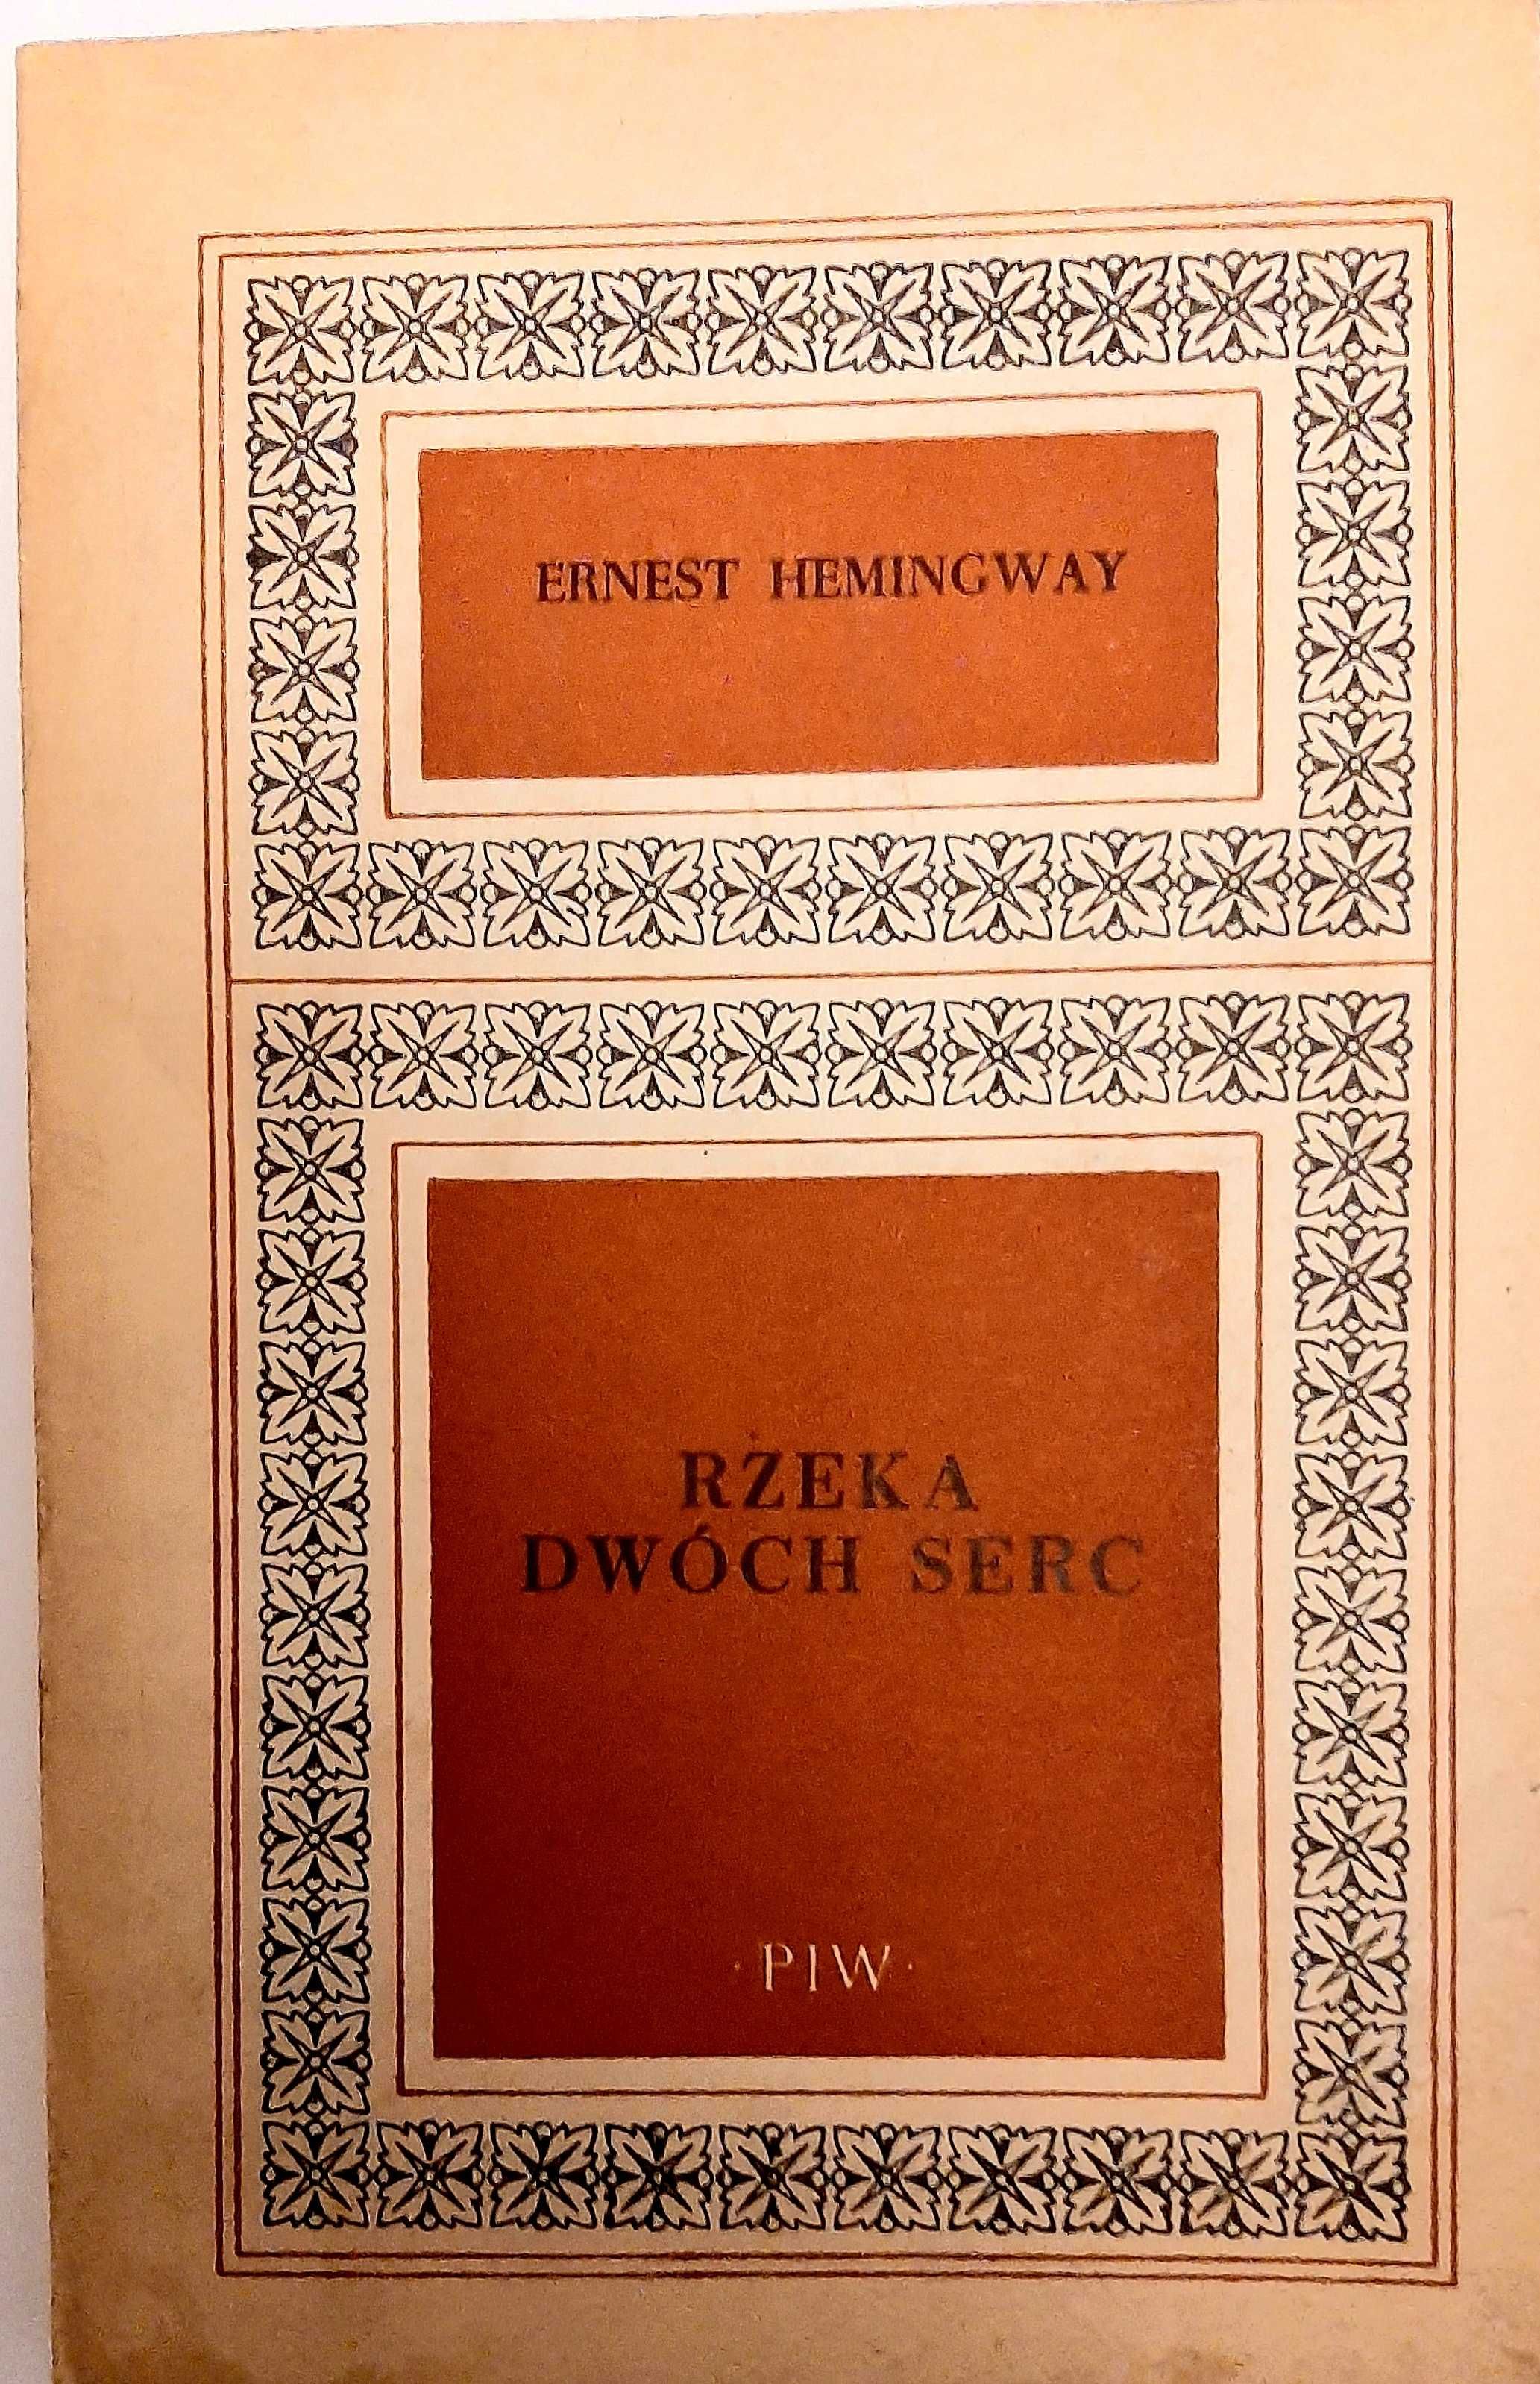 ERNEST HEMINGWAY
RZEKA
DWÓCH SERC
· PIW ·